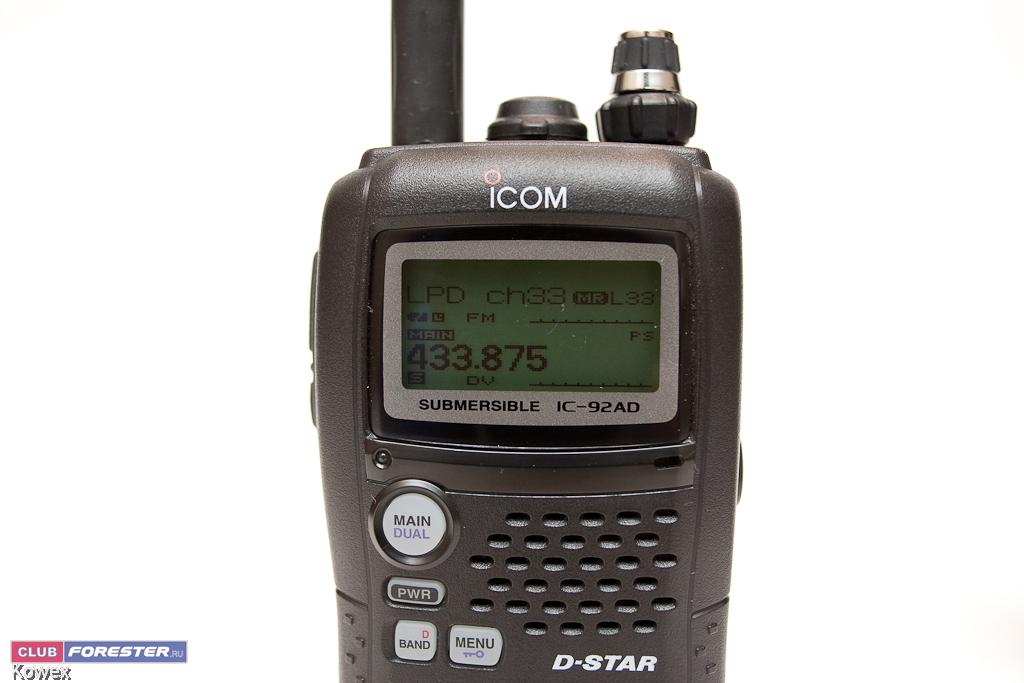 iCOM
LPD ch33 MR L33
FM
MAIN PS
433.875
S DV
SUBMERSIBLE IC-92AD
MAIN
DUAL
PWR
D
BAND
MENU
D-STAR
CLUB FORESTER.RU
Kowex